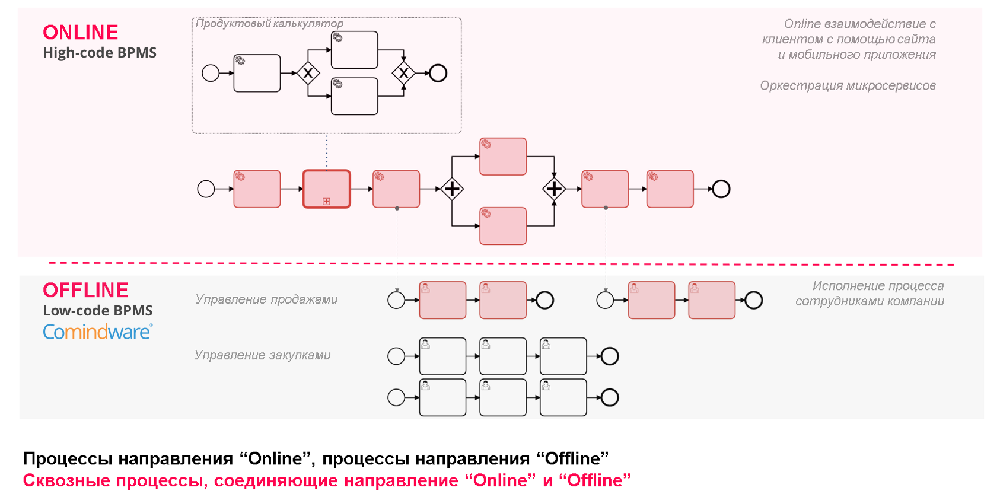 ONLINE
High-code BPMS
Продуктовый калькулятор
Online взаимодействие с
клиентом с помощью сайта
и мобильного приложения
Оркестрация микросервисов
OFFLINE
Low-code BPMS
Comindware®
Управление продажами
Исполнение процесса
сотрудниками компании
Управление закупками
Процессы направления “Online”, процессы направления “Offline”
Сквозные процессы, соединяющие направление “Online” и “Offline”